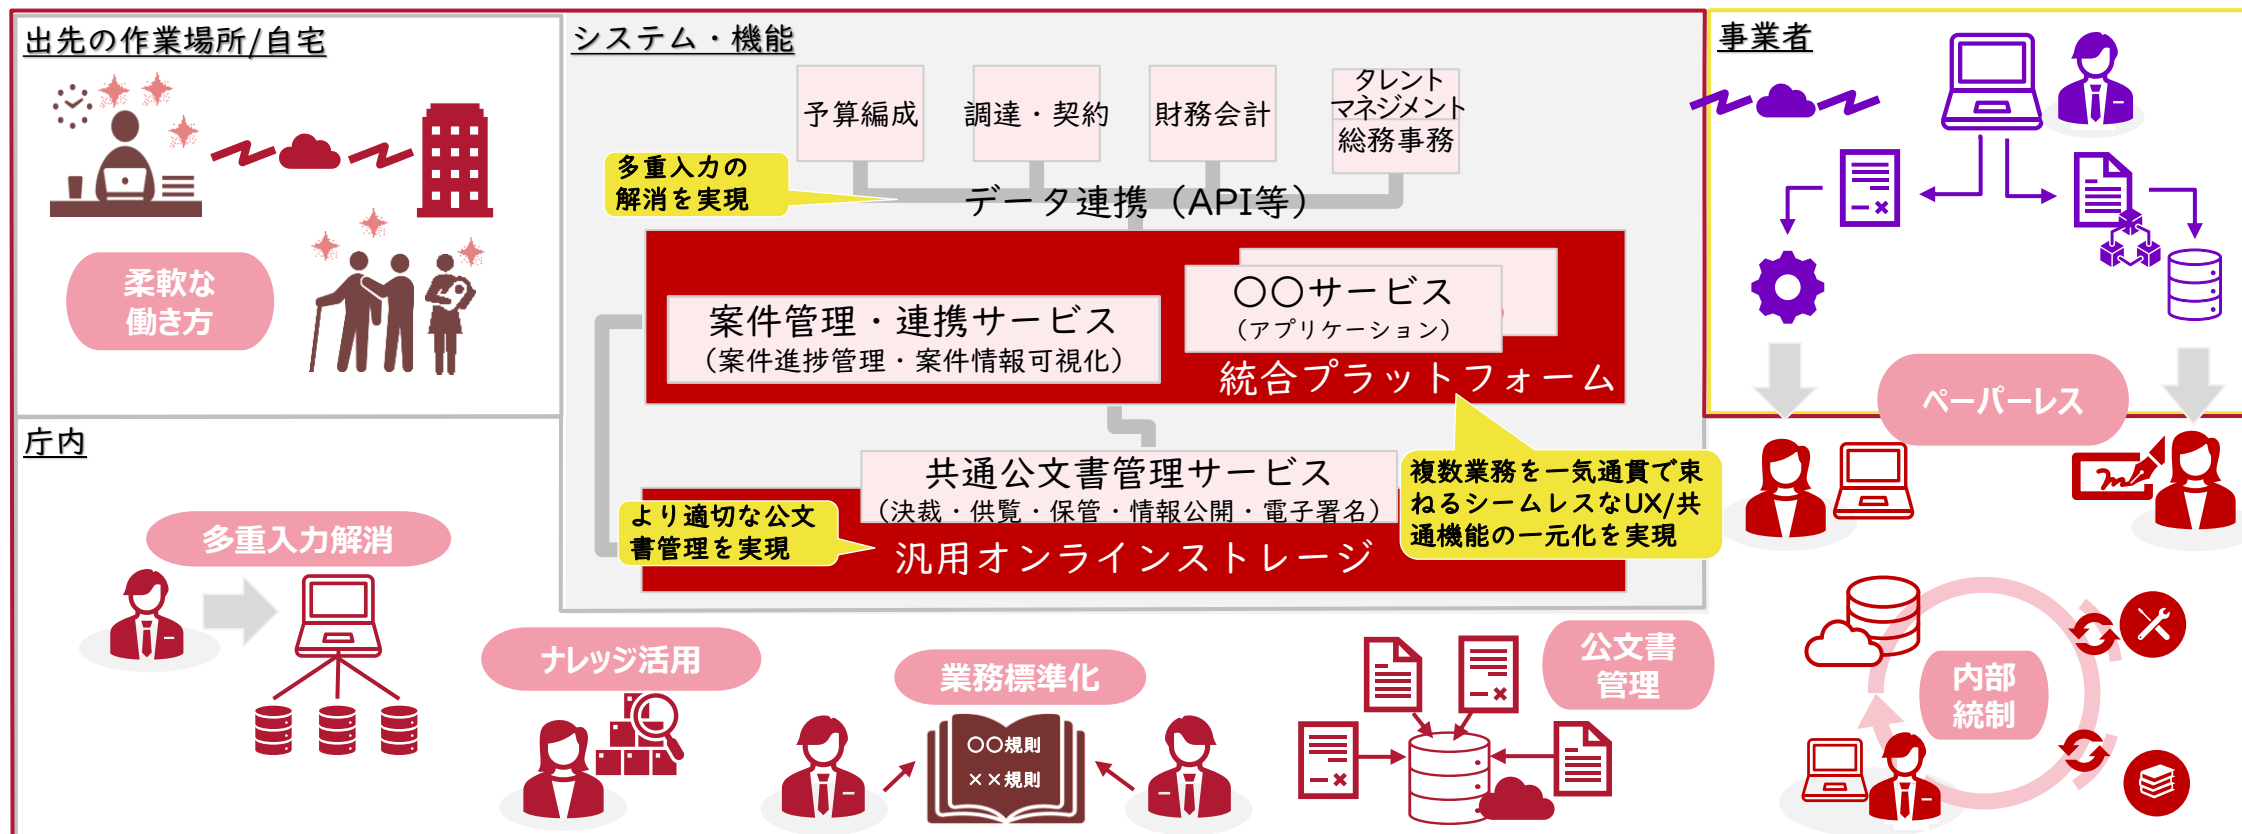 出先の作業場所/自宅
柔軟な
働き方
システム・機能
予算編成
調達・契約
財務会計
タレント
マネジメント
総務事務
多重入力の
解消を実現
データ連携（API等）
案件管理・連携サービス
（案件進捗管理・案件情報可視化）
〇〇サービス
（アプリケーション）
統合プラットフォーム
共通公文書管理サービス
（決裁・供覧・保管・情報公開・電子署名）
より適切な公文
書管理を実現
汎用オンラインストレージ
複数業務を一気通貫で束
ねるシームレスなUX/共
通機能の一元化を実現
事業者
ペーパーレス
庁内
多重入力解消
ナレッジ活用
業務標準化
〇〇規則
××規則
公文書
管理
内部
統制